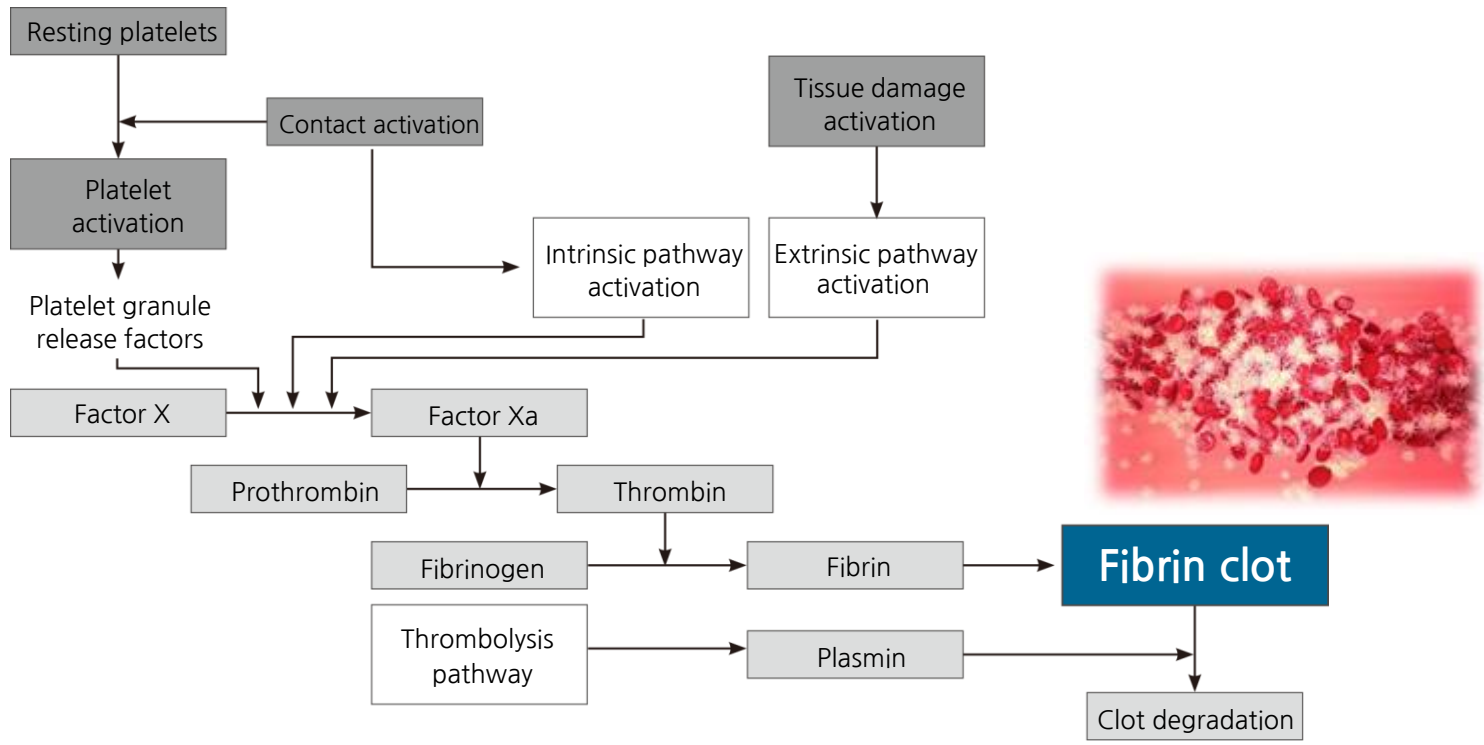 Resting platelets
Tissue damage
activation
Contact activation
Platelet
activation
Intrinsic pathway
activation
Extrinsic pathway
activation
Platelet granule
release factors
Factor X
Factor Xa
Prothrombin
Thrombin
Fibrinogen
Fibrin
Fibrin clot
Thrombolysis
pathway
Plasmin
Clot degradation